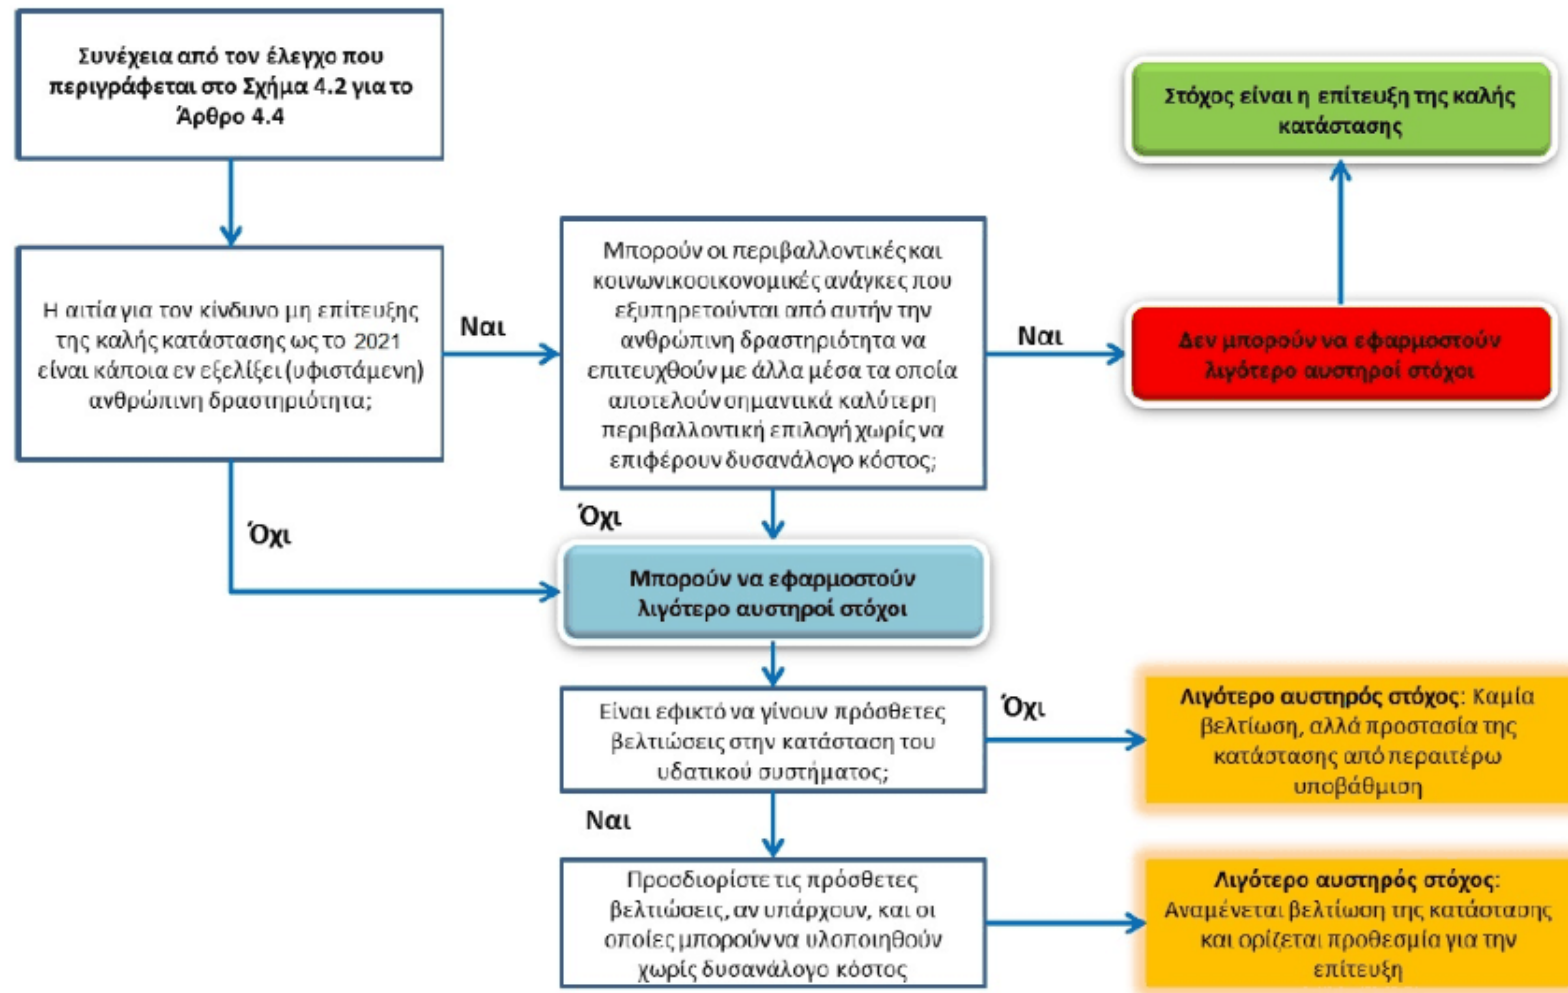 Συνέχεια από τον έλεγχο που
περιγράφεται στο Σχήμα 4.2 για το
Άρθρο 4.4
Στόχος είναι η επίτευξη της καλής
κατάστασης
Η αιτία για τον κίνδυνο μη επίτευξης
της καλής κατάστασης ως το 2021
είναι κάποια εν εξελίξει (υφιστάμενη)
ανθρώπινη δραστηριότητα;
Ναι
Μπορούν οι περιβαλλοντικές και
κοινωνικοοικονομικές ανάγκες που
εξυπηρετούνται από αυτήν την
ανθρώπινη δραστηριότητα να
επιτευχθούν με άλλα μέσα τα οποία
αποτελούν σημαντικά καλύτερη
περιβαλλοντική επιλογή χωρίς να
επιφέρουν δυσανάλογο κόστος;
Ναι
Δεν μπορούν να εφαρμοστούν
λιγότερο αυστηροί στόχοι
Όχι
Όχι
Μπορούν να εφαρμοστούν
λιγότερο αυστηροί στόχοι
Είναι εφικτό να γίνουν πρόσθετες
βελτιώσεις στην κατάσταση του
υδατικού συστήματος;
Όχι
Λιγότερο αυστηρός στόχος: Καμία
βελτίωση, αλλά προστασία της
κατάστασης από περαιτέρω
υποβάθμιση
Ναι
Προσδιορίστε τις πρόσθετες
βελτιώσεις, αν υπάρχουν, και οι
οποίες μπορούν να υλοποιηθούν
χωρίς δυσανάλογο κόστος
Λιγότερο αυστηρός στόχος:
Αναμένεται βελτίωση της κατάστασης
και ορίζεται προθεσμία για την
επίτευξη